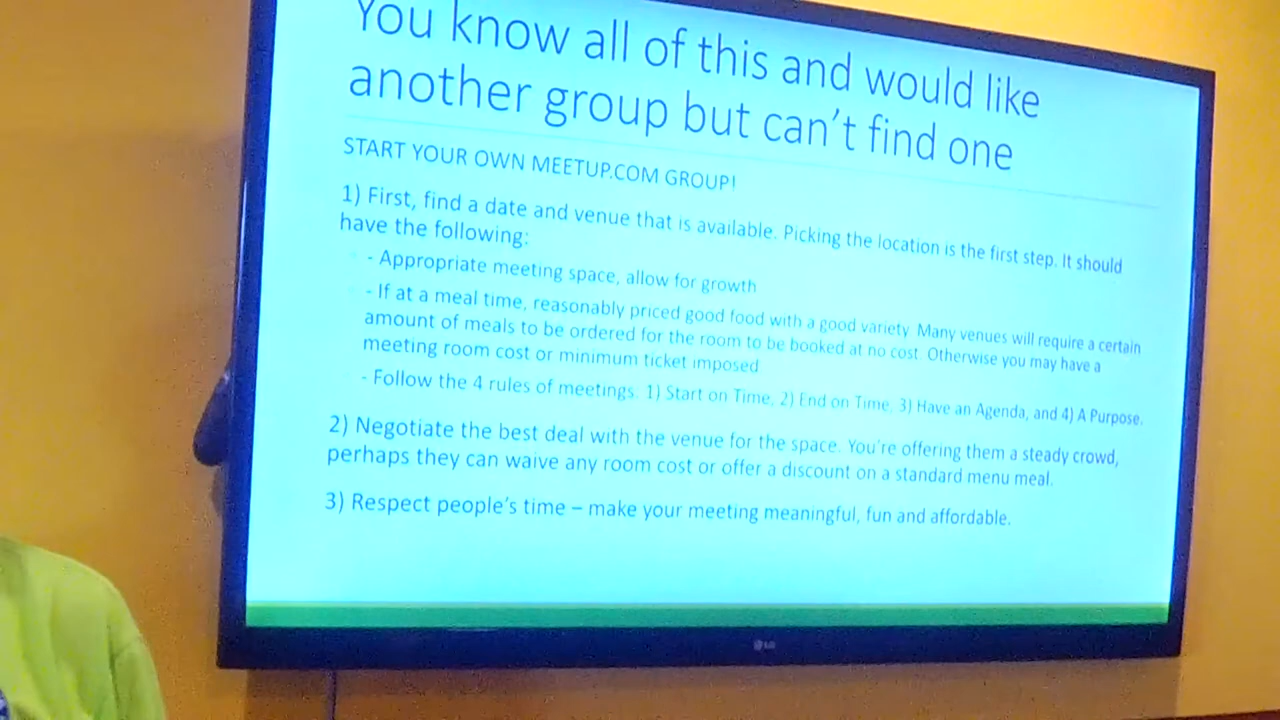 You know all of this and would like
another group but can't find one
START YOUR OWN MEETUP.COM GROUP!
1) First, find a date and venue that is available. Picking the location is the first step. It should
have the following:
- Appropriate meeting space, allow for growth
- If at a meal time, reasonably priced good food with a good variety. Many venues will require a certain
amount of meals to be ordered for the room to be booked at no cost. Otherwise you may have a
meeting room cost or minimum ticket imposed
- Follow the 4 rules of meetings: 1) Start on Time, 2) End on Time, 3) Have an Agenda, and 4) A Purpose.
2) Negotiate the best deal with the venue for the space. You're offering them a steady crowd,
perhaps they can waive any room cost or offer a discount on a standard menu meal.
3) Respect people's time – make your meeting meaningful, fun and affordable.
LG